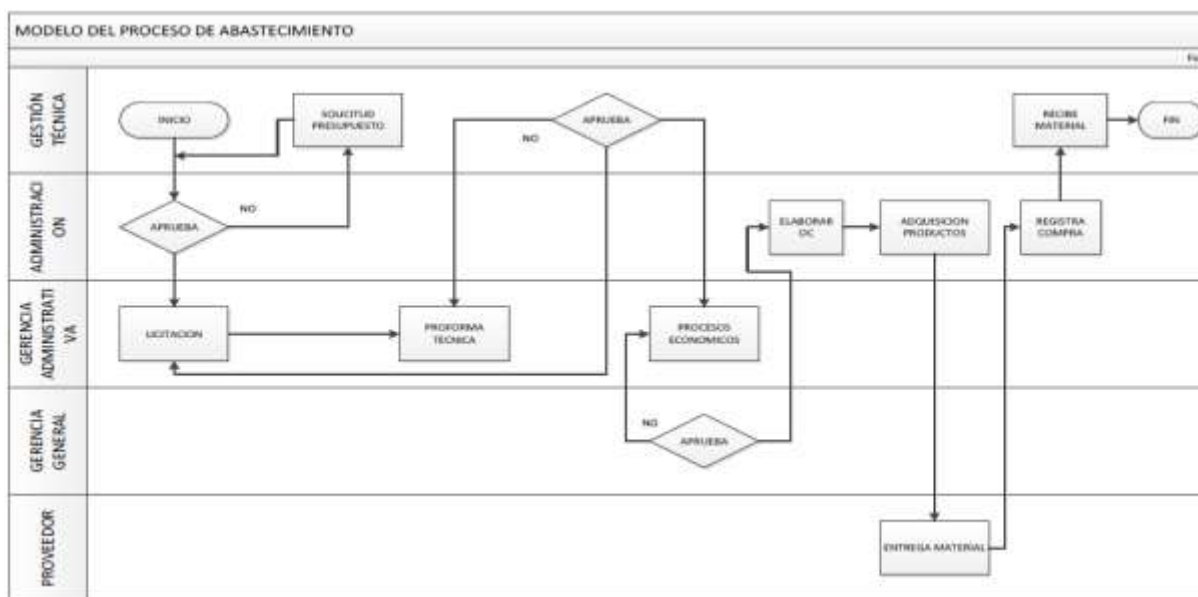 MODELO DEL PROCESO DE ABASTECIMIENTO
GESTIÓN
TÉCNICA
INICIO
SOLICITUD
PRESUPUESTO
NO
APRUEBA
RECIBE
MATERIAL
FIN
ADMINISTRACI
ON
APRUEBA
NO
ELABORAR
OC
ADQUISICION
PRODUCTOS
REGISTRA
COMPRA
GERENCIA
ADMINISTRATI
VA
LICITACION
PROFORMA
TECNICA
PROCESOS
ECONOMICOS
GERENCIA
GENERAL
NO
APRUEBA
PROVEEDOR
ENTREGA MATERIAL